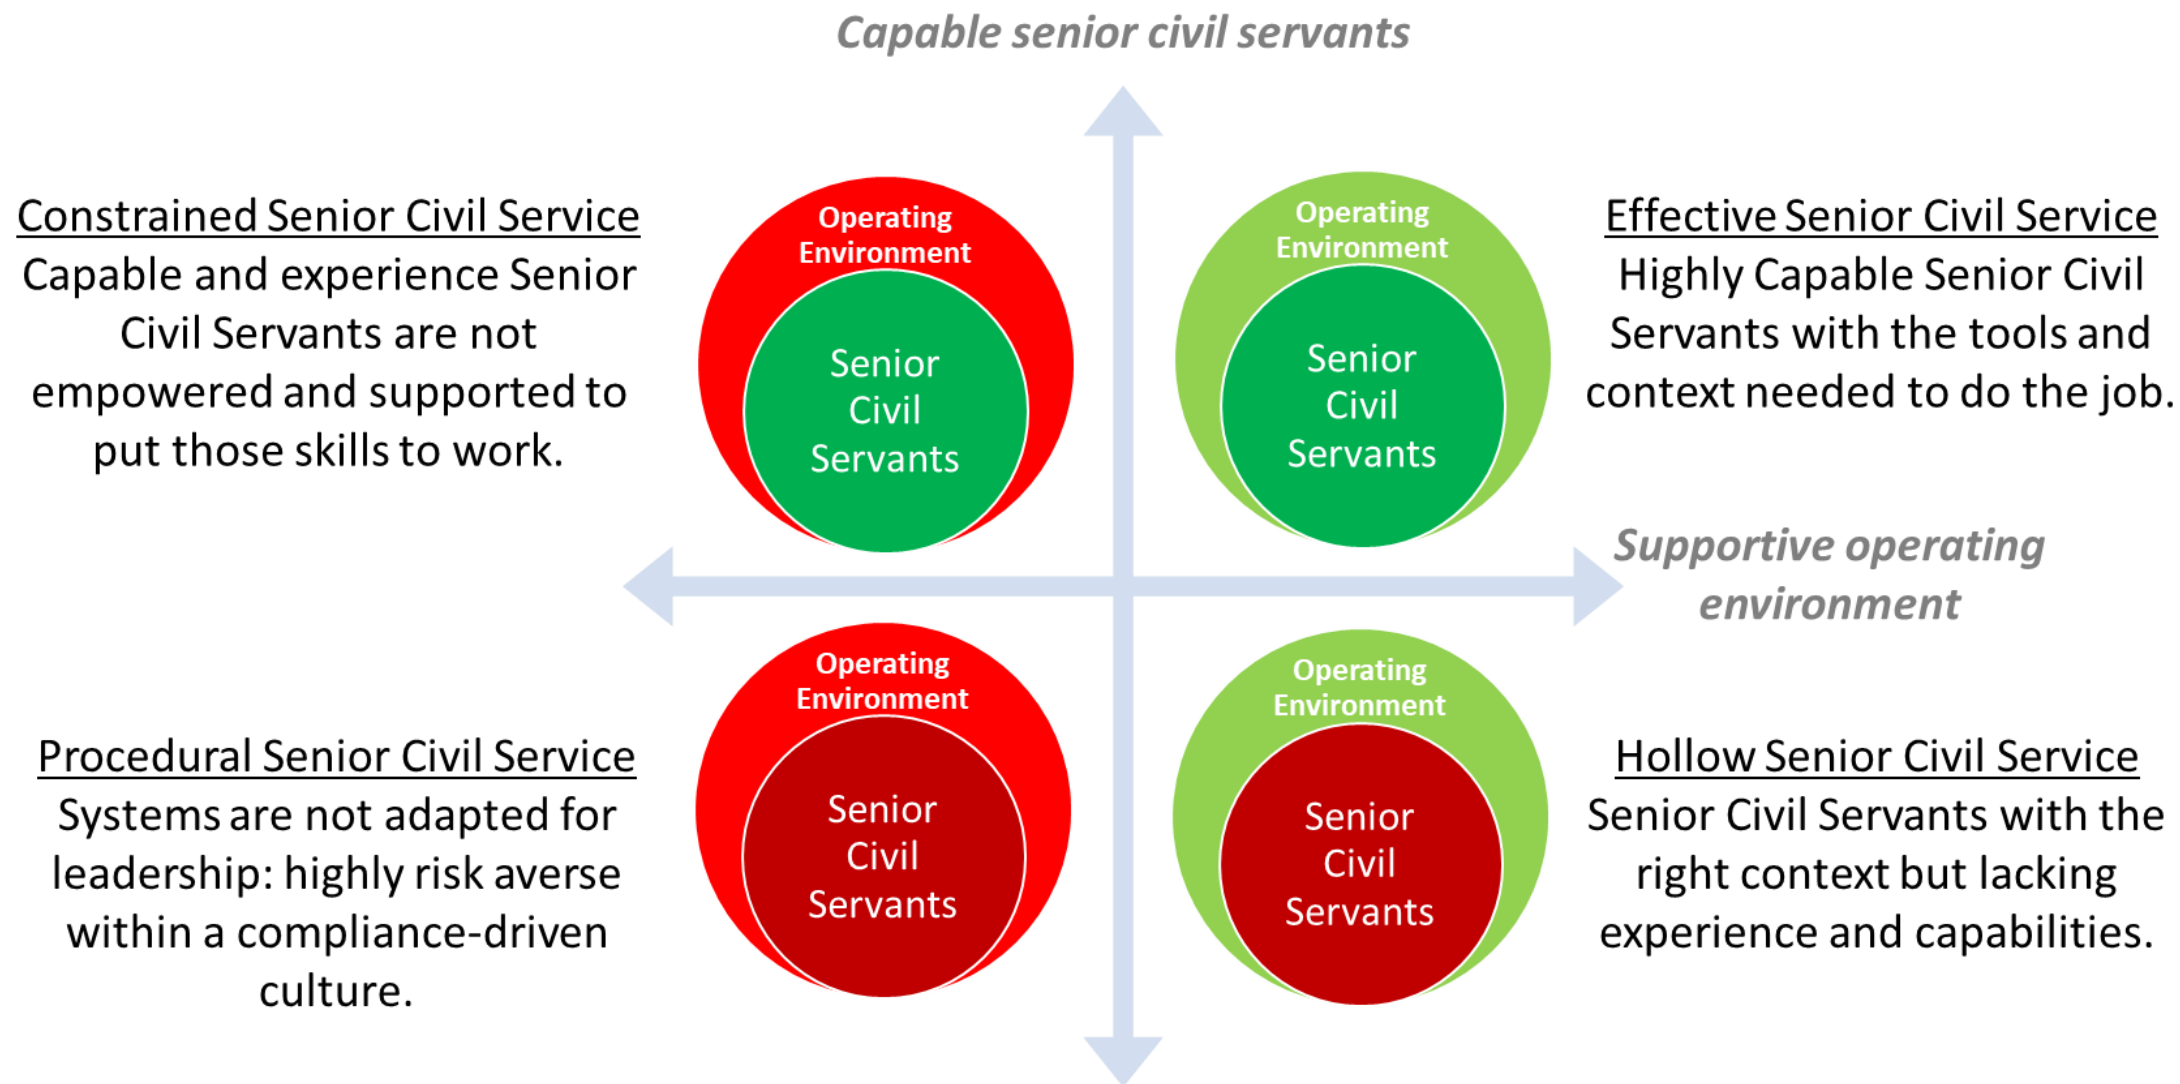 Capable senior civil servants
Constrained Senior Civil Service
Capable and experience Senior
Civil Servants are not
empowered and supported to
put those skills to work.
Operating
Environment
Senior
Civil
Servants
Operating
Environment
Senior
Civil
Servants
Effective Senior Civil Service
Highly Capable Senior Civil
Servants with the tools and
context needed to do the job.
Supportive operating
environment
Procedural Senior Civil Service
Systems are not adapted for
leadership: highly risk averse
within a compliance-driven
culture.
Operating
Environment
Senior
Civil
Servants
Operating
Environment
Senior
Civil
Servants
Hollow Senior Civil Service
Senior Civil Servants with the
right context but lacking
experience and capabilities.